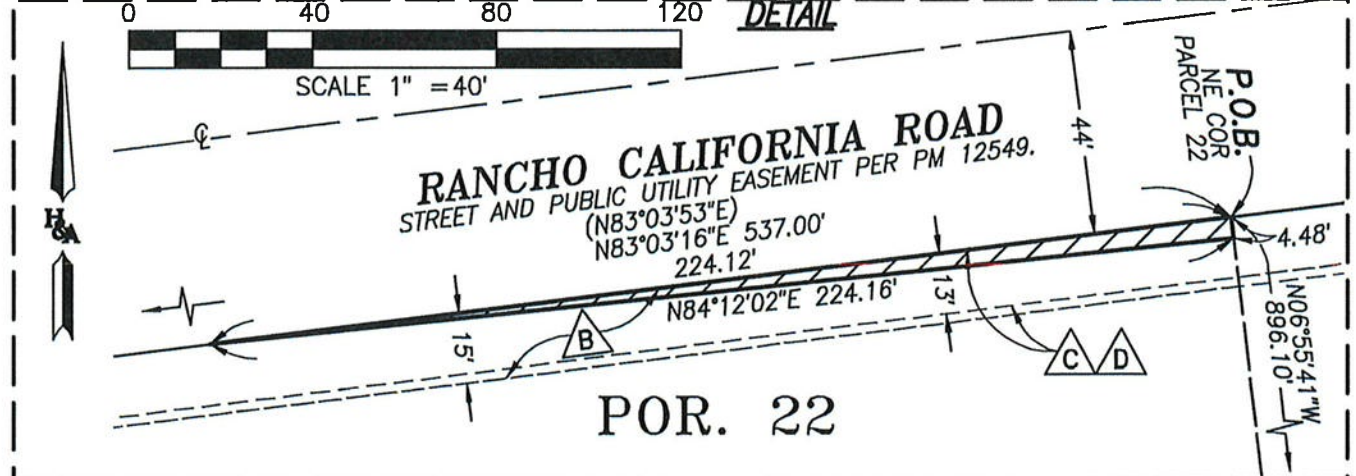 0 40 80 120
DETAIL
SCALE 1" =40'
℄
H&A
RANCHO CALIFORNIA ROAD
STREET AND PUBLIC UTILITY EASEMENT PER PM 12549.
(N83°03'53"E)
N83°03'16"E 537.00'
224.12'
N84°12'02"E 224.16'
44'
P.O.B.
NE COR
PARCEL 22
4.48'
N06°55'41"W
896.10'
15'
13'
B
C D
POR. 22